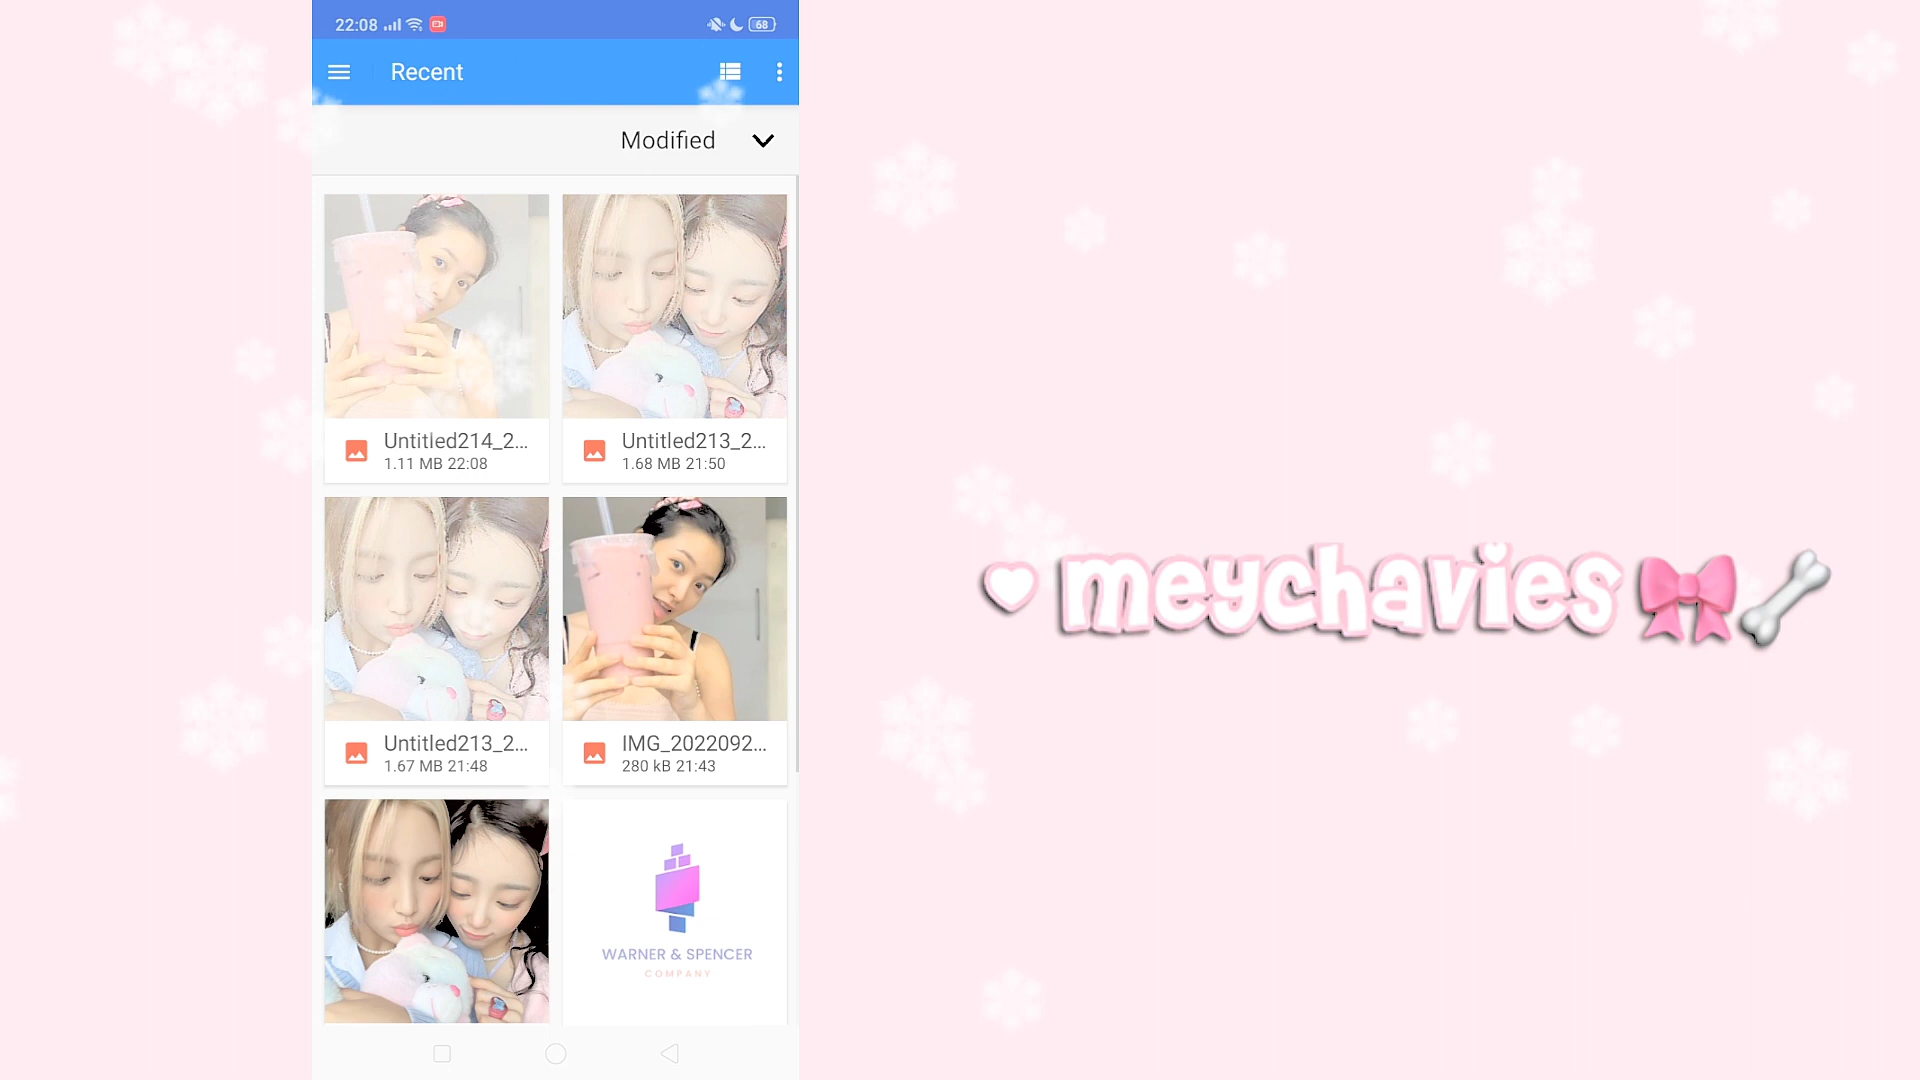 22:08
68
Recent
Modified
Untitled214_2...
1.11 MB 22:08
Untitled213_2...
1.68 MB 21:50
Untitled213_2...
1.67 MB 21:48
IMG_2022092...
280 kB 21:43
WARNER & SPENCER
COMPANY
meychavies